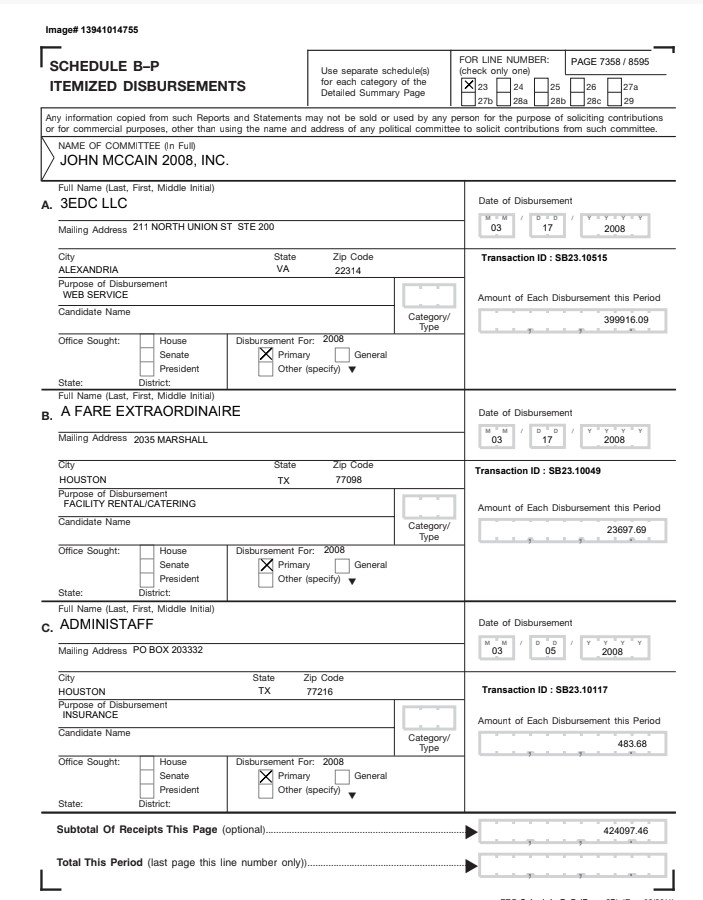 Image# 13941014755
SCHEDULE B–P
ITEMIZED DISBURSEMENTS
Use separate schedule(s)
for each category of the
Detailed Summary Page
FOR LINE NUMBER:
(check only one)
PAGE 7358 / 8595
23 24 25 26 27a
27b 28a 28b 28c 29
Any information copied from such Reports and Statements may not be sold or used by any person for the purpose of soliciting contributions
or for commercial purposes, other than using the name and address of any political committee to solicit contributions from such committee.
NAME OF COMMITTEE (In Full)
JOHN MCCAIN 2008, INC.
Full Name (Last, First, Middle Initial)
A. 3EDC LLC
Mailing Address 211 NORTH UNION ST STE 200
City State Zip Code
ALEXANDRIA VA 22314
Purpose of Disbursement
WEB SERVICE
Candidate Name
Category/
Type
Office Sought: House
Senate
President
State: District:
Disbursement For: 2008
Primary General
Other (specify) ▼
Date of Disbursement
M M / D D / Y Y Y Y
03 17 2008
Transaction ID : SB23.10515
Amount of Each Disbursement this Period
399916.09
Full Name (Last, First, Middle Initial)
B. A FARE EXTRAORDINAIRE
Mailing Address 2035 MARSHALL
City State Zip Code
HOUSTON TX 77098
Purpose of Disbursement
FACILITY RENTAL/CATERING
Candidate Name
Category/
Type
Office Sought: House
Senate
President
State: District:
Disbursement For: 2008
Primary General
Other (specify) ▼
Date of Disbursement
M M / D D / Y Y Y Y
03 17 2008
Transaction ID : SB23.10049
Amount of Each Disbursement this Period
23697.69
Full Name (Last, First, Middle Initial)
C. ADMINISTAFF
Mailing Address PO BOX 203332
City State Zip Code
HOUSTON TX 77216
Purpose of Disbursement
INSURANCE
Candidate Name
Category/
Type
Office Sought: House
Senate
President
State: District:
Disbursement For: 2008
Primary General
Other (specify) ▼
Date of Disbursement
M M / D D / Y Y Y Y
03 05 2008
Transaction ID : SB23.10117
Amount of Each Disbursement this Period
483.68
Subtotal Of Receipts This Page (optional)
424097.46
Total This Period (last page this line number only))